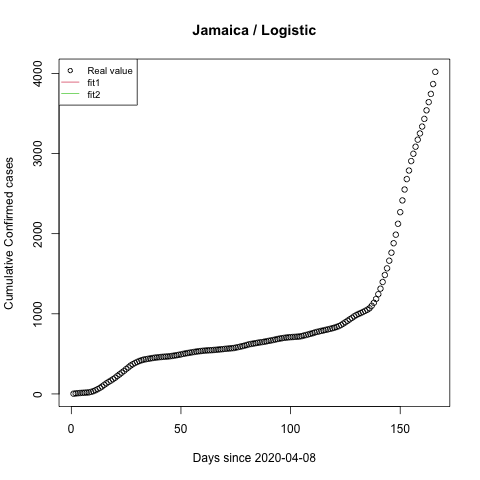 Jamaica / Logistic
Real value
fit1
fit2
Cumulative Confirmed cases
4000
3000
2000
1000
0
0 50 100 150
Days since 2020-04-08